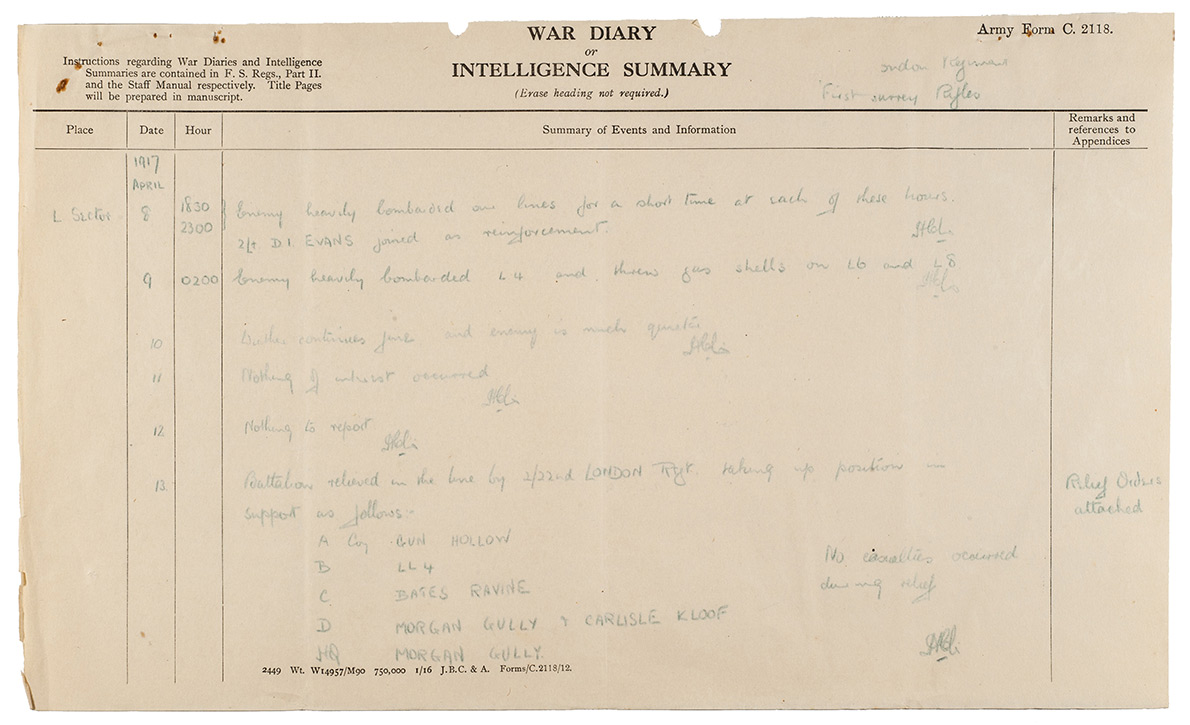 WAR DIARY
or
INTELLIGENCE SUMMARY
(Erase heading not required.)
Army Form C. 2118.
Instructions regarding War Diaries and Intelligence
Summaries are contained in F. S. Regs., Part II.
and the Staff Manual respectively. Title Pages
will be prepared in manuscript.
First Surrey Rifles
Place Date Hour Summary of Events and Information Remarks and
references to
Appendices
1917
APRIL
L Sector 8 1830 Enemy heavily bombarded our lines for a short time at each of these hours.
2300 2/Lt D.I. EVANS joined as reinforcement.
9 0200 Enemy heavily bombarded L4 and threw gas shells on L6 and L8
10 continues fine and enemy is much
11 Nothing of interest occurred
12 Nothing to report
13 Battalion relieved in the line by 2/22nd LONDON Rgt. taking up position in Relief Orders
support as follows:- attached
A Coy GUN HOLLOW
B LL4 No casualties occurred
C. BATES RAVINE during relief
D MORGAN GULLY + CARLISLE KLOOF
HQ MORGAN GULLY.
2449 Wt. W14957/M90 750,000 1/16 J.B.C. & A. Forms/C.2118/12.